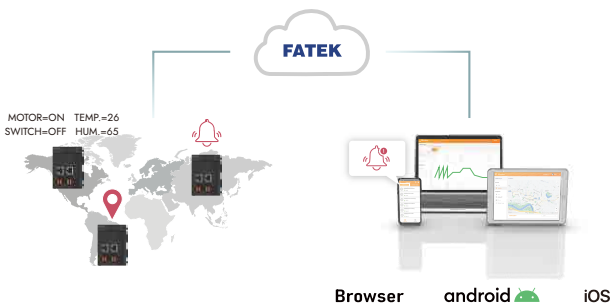 FATEK
MOTOR=ON TEMP.=26
SWITCH=OFF HUM.=65
Browser android iOS